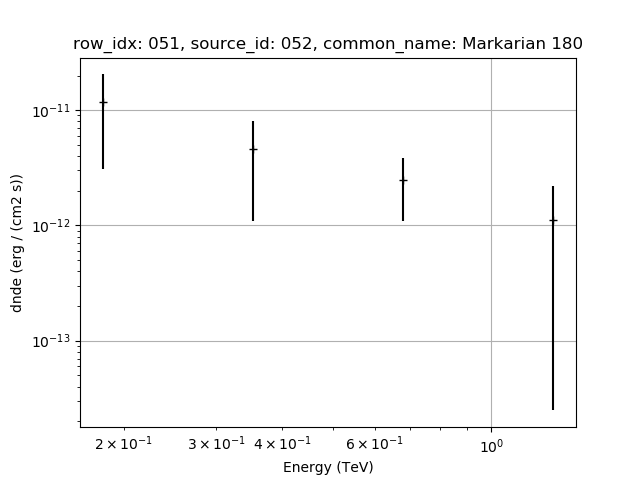 row_idx: 051, source_id: 052, common_name: Markarian 180
dnde (erg / (cm2 s))
10⁻¹¹
10⁻¹²
10⁻¹³
2 × 10⁻¹ 3 × 10⁻¹ 4 × 10⁻¹ 6 × 10⁻¹ 10⁰
Energy (TeV)